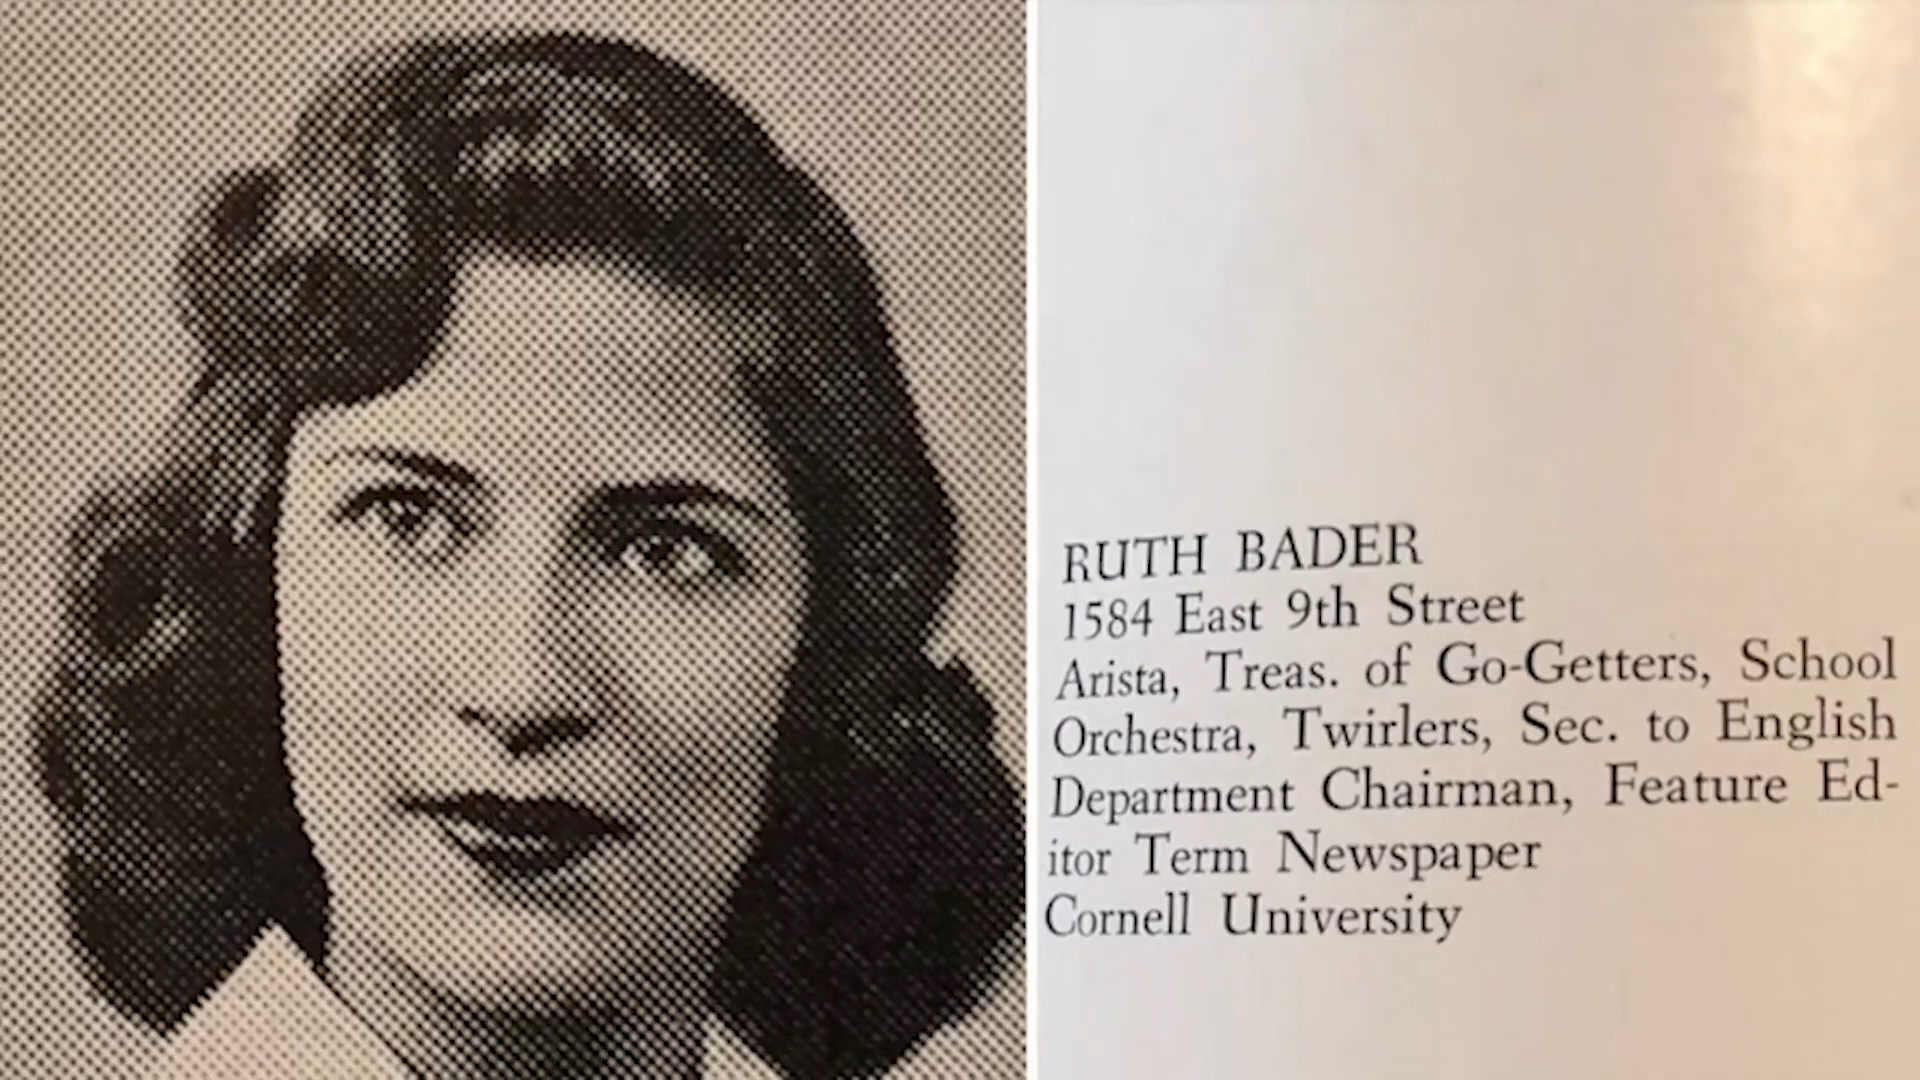 RUTH BADER
1584 East 9th Street
Arista, Treas. of Go-Getters, School
Orchestra, Twirlers, Sec. to English
Department Chairman, Feature Ed-
itor Term Newspaper
Cornell University